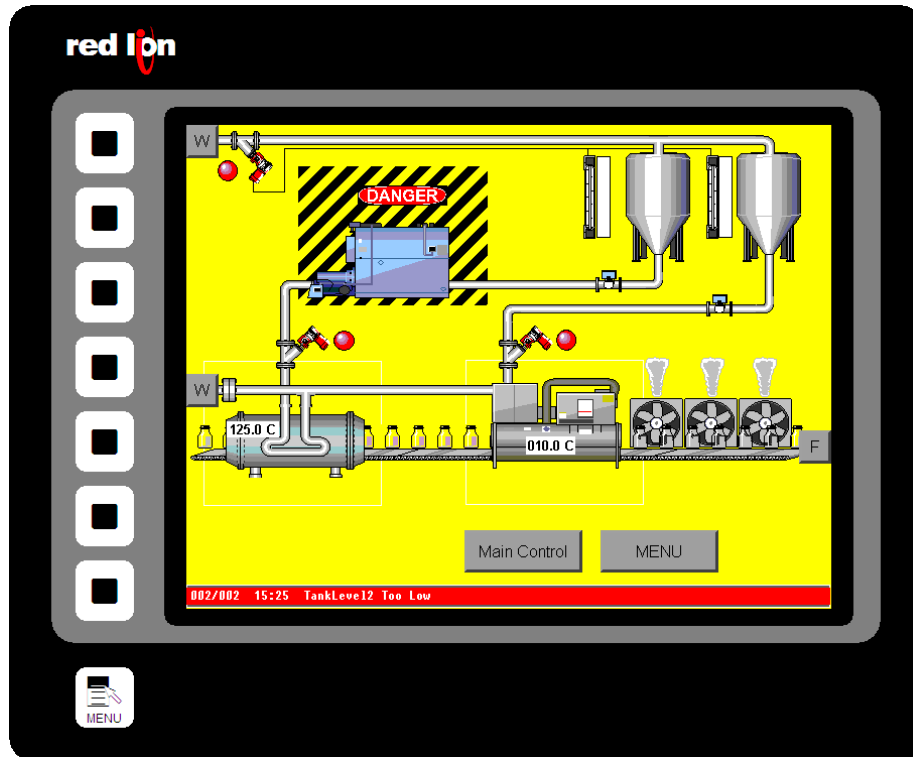 red lion
W
DANGER
W
125.0 C
010.0 C
F
Main Control
MENU
002/002 15:25 TankLevel2 Too Low
MENU